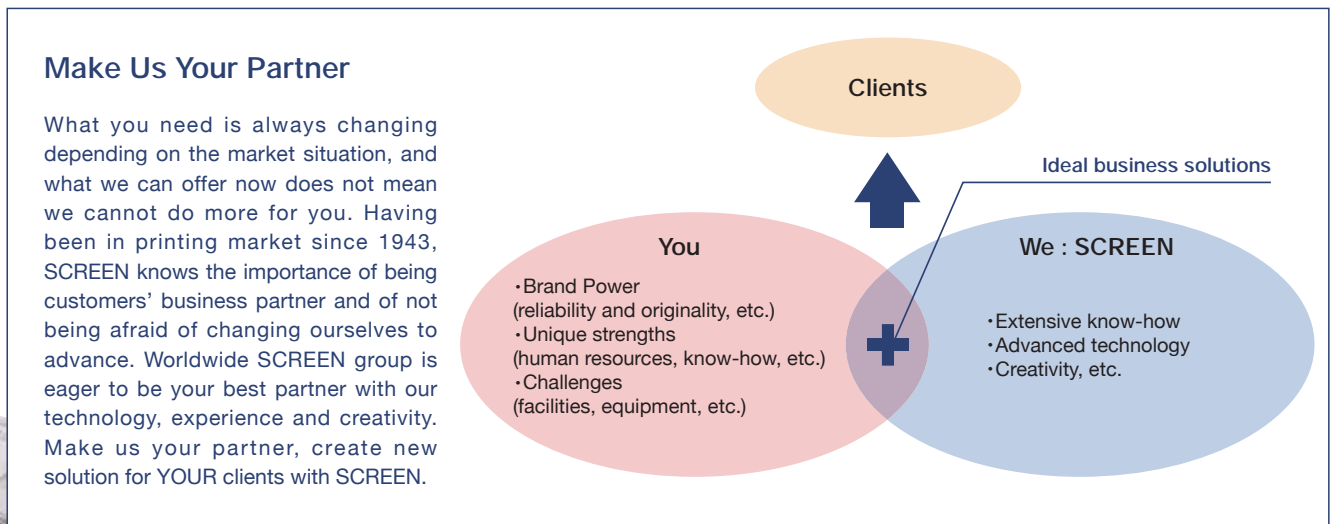 Make Us Your Partner
What you need is always changing
depending on the market situation, and
what we can offer now does not mean
we cannot do more for you. Having
been in printing market since 1943,
SCREEN knows the importance of being
customers’ business partner and of not
being afraid of changing ourselves to
advance. Worldwide SCREEN group is
eager to be your best partner with our
technology, experience and creativity.
Make us your partner, create new
solution for YOUR clients with SCREEN.
Clients
Ideal business solutions
You
・Brand Power
(reliability and originality, etc.)
・Unique strengths
(human resources, know-how, etc.)
・Challenges
(facilities, equipment, etc.)
We : SCREEN
・Extensive know-how
・Advanced technology
・Creativity, etc.